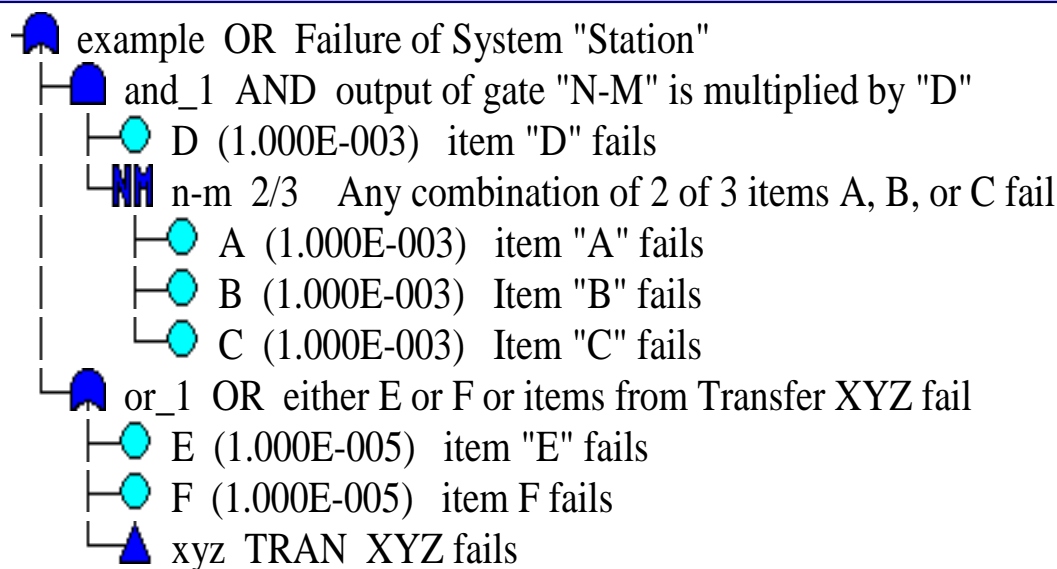 example OR Failure of System "Station"
and_1 AND output of gate "N-M" is multiplied by "D"
D (1.000E-003) item "D" fails
NM n-m 2/3 Any combination of 2 of 3 items A, B, or C fail
A (1.000E-003) item "A" fails
B (1.000E-003) Item "B" fails
C (1.000E-003) Item "C" fails
or_1 OR either E or F or items from Transfer XYZ fail
E (1.000E-005) item "E" fails
F (1.000E-005) item F fails
xyz TRAN XYZ fails